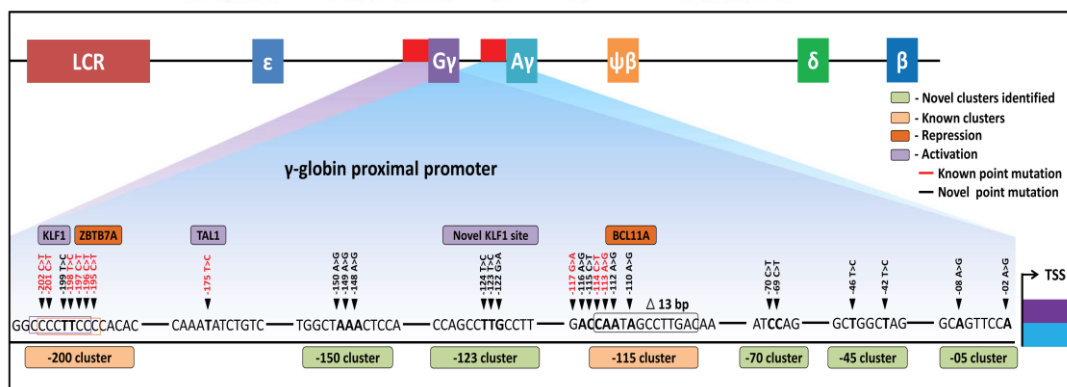 LCR ε Gγ Aγ ψβ δ β
- Novel clusters identified
- Known clusters
- Repression
- Activation
Known point mutation
Novel point mutation
γ-globin proximal promoter
KLF1 ZBTB7A TAL1 Novel KLF1 site BCL11A
-202 C>T
-201 C>T
-199 T>C
-198 T>C
-197 C>T
-196 C>T
-195 C>T
-175 T>C
-150 A>G
-149 A>G
-148 A>G
-124 T>C
-123 T>C
-122 G>A
-117 G>A
-116 A>G
-115 C>T
-114 C>T
-113 A>G
-112 A>G
-110 A>G
-70 C>T
-69 C>T
-46 T>C
-42 T>C
-08 A>G
-02 A>G
Δ 13 bp
TSS
GGCCCCTTCCCCACAC CAAATATCTGTC TGGCTAAACTCCA CCAGCCTTGCCTT GACCAATAGCCTTGACAA ATCCAG GCTGGCTAG GCAGTTCCA
-200 cluster -150 cluster -123 cluster -115 cluster -70 cluster -45 cluster -05 cluster